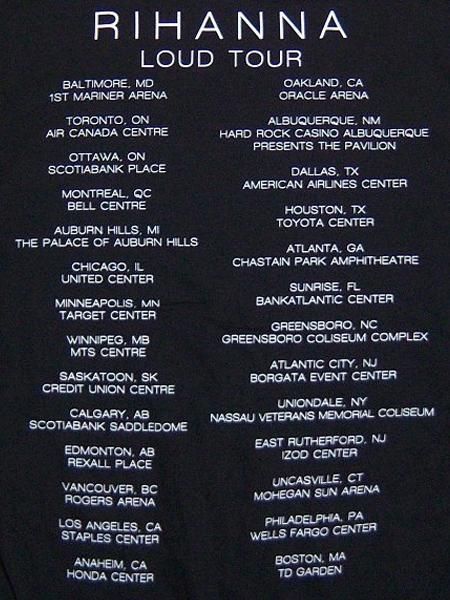 RIHANNA
LOUD TOUR
BALTIMORE, MD
1ST MARINER ARENA
TORONTO, ON
AIR CANADA CENTRE
OTTAWA, ON
SCOTIABANK PLACE
MONTREAL, QC
BELL CENTRE
AUBURN HILLS, MI
THE PALACE OF AUBURN HILLS
CHICAGO, IL
UNITED CENTER
MINNEAPOLIS, MN
TARGET CENTER
WINNIPEG, MB
MTS CENTRE
SASKATOON, SK
CREDIT UNION CENTRE
CALGARY, AB
SCOTIABANK SADDLEDOME
EDMONTON, AB
REXALL PLACE
VANCOUVER, BC
ROGERS ARENA
LOS ANGELES, CA
STAPLES CENTER
ANAHEIM, CA
HONDA CENTER
OAKLAND, CA
ORACLE ARENA
ALBUQUERQUE, NM
HARD ROCK CASINO ALBUQUERQUE
PRESENTS THE PAVILION
DALLAS, TX
AMERICAN AIRLINES CENTER
HOUSTON, TX
TOYOTA CENTER
ATLANTA, GA
CHASTAIN PARK AMPHITHEATRE
SUNRISE, FL
BANKATLANTIC CENTER
GREENSBORO, NC
GREENSBORO COLISEUM COMPLEX
ATLANTIC CITY, NJ
BORGATA EVENT CENTER
UNIONDALE, NY
NASSAU VETERANS MEMORIAL COLISEUM
EAST RUTHERFORD, NJ
IZOD CENTER
UNCASVILLE, CT
MOHEGAN SUN ARENA
PHILADELPHIA, PA
WELLS FARGO CENTER
BOSTON, MA
TD GARDEN